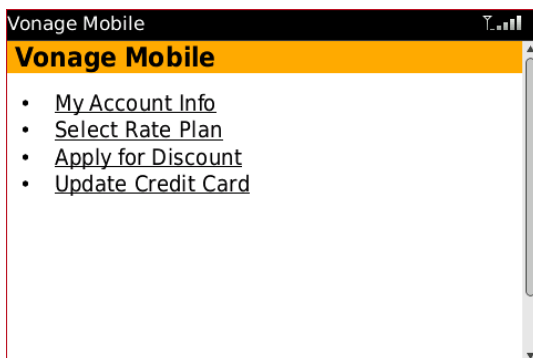 Vonage Mobile
Vonage Mobile
• My Account Info
• Select Rate Plan
• Apply for Discount
• Update Credit Card